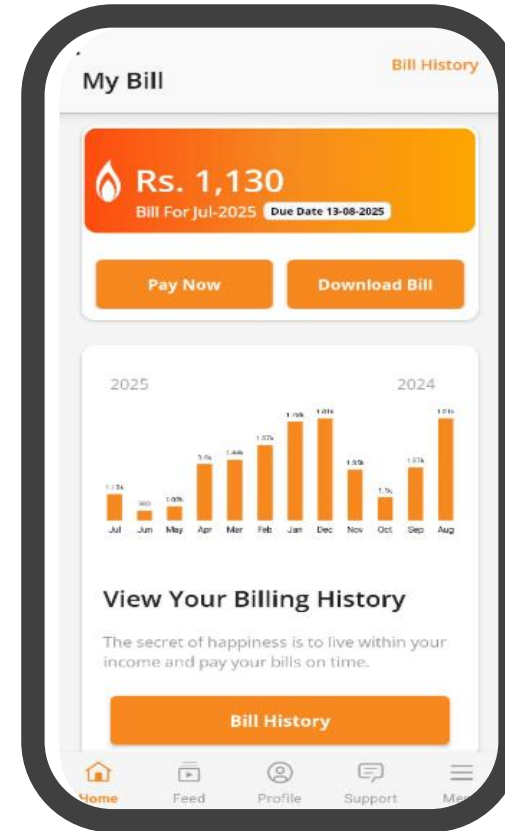 My Bill
Bill History
Rs. 1,130
Bill For Jul-2025 Due Date 13-08-2025
Pay Now Download Bill
2025 2024
Jul Jun May Apr Mar Feb Jan Dec Nov Oct Sep Aug
View Your Billing History
The secret of happiness is to live within your
income and pay your bills on time.
Bill History
Home Feed Profile Support